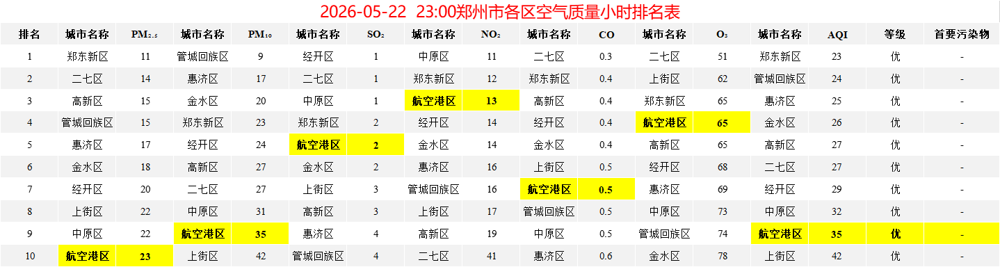 2026-05-22 23:00郑州市各区空气质量小时排名表
排名 城市名称 PM₂.₅ 城市名称 PM₁₀ 城市名称 SO₂ 城市名称 NO₂ 城市名称 CO 城市名称 O₃ 城市名称 AQI 等级 首要污染物
1 郑东新区 11 管城回族区 9 经开区 1 中原区 11 二七区 0.3 二七区 51 郑东新区 23 优 -
2 二七区 14 惠济区 17 二七区 1 郑东新区 12 郑东新区 0.4 上街区 62 管城回族区 24 优 -
3 高新区 15 金水区 20 中原区 1 航空港区 13 高新区 0.4 郑东新区 65 惠济区 25 优 -
4 管城回族区 15 郑东新区 23 郑东新区 2 经开区 14 经开区 0.4 航空港区 65 金水区 26 优 -
5 惠济区 17 经开区 24 航空港区 2 金水区 14 金水区 0.4 高新区 65 高新区 27 优 -
6 金水区 18 高新区 27 金水区 2 惠济区 16 上街区 0.5 经开区 68 二七区 27 优 -
7 经开区 20 二七区 27 上街区 3 管城回族区 16 航空港区 0.5 惠济区 69 经开区 29 优 -
8 上街区 22 中原区 31 高新区 3 上街区 17 管城回族区 0.5 中原区 73 中原区 32 优 -
9 中原区 22 航空港区 35 惠济区 4 高新区 19 中原区 0.5 管城回族区 74 航空港区 35 优 -
10 航空港区 23 上街区 42 管城回族区 4 二七区 41 惠济区 0.6 金水区 78 上街区 42 优 -